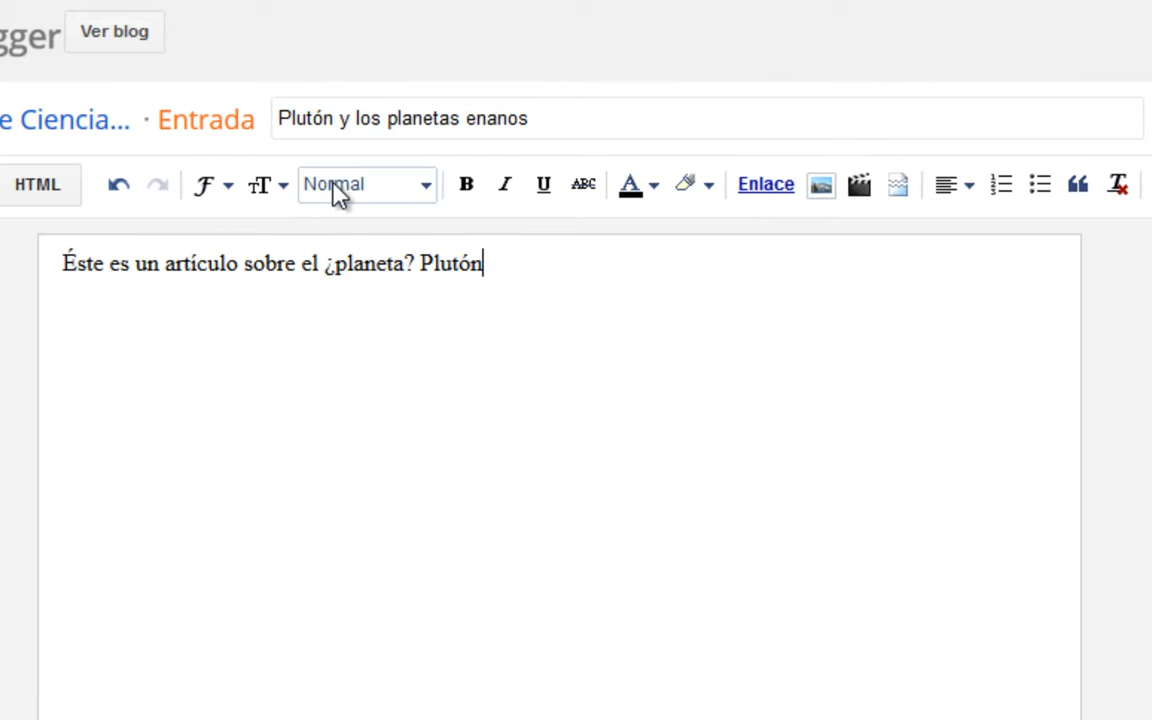 gger Ver blog
e Ciencia... · Entrada Plutón y los planetas enanos
HTML Normal B I U ABC A Enlace
Éste es un artículo sobre el ¿planeta? Plutón